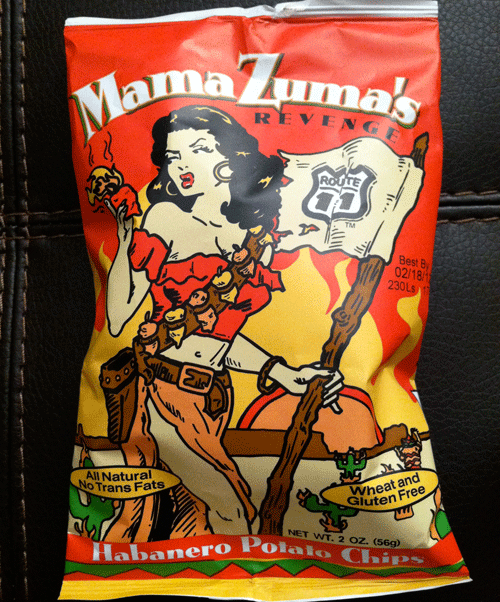 Mama Zuma's
REVENGE
ROUTE
11
TM
Best By
02/18/
230Ls
All Natural
No Trans Fats
Wheat and
Gluten Free
NET WT. 2 OZ. (56g)
Habanero Potato Chips